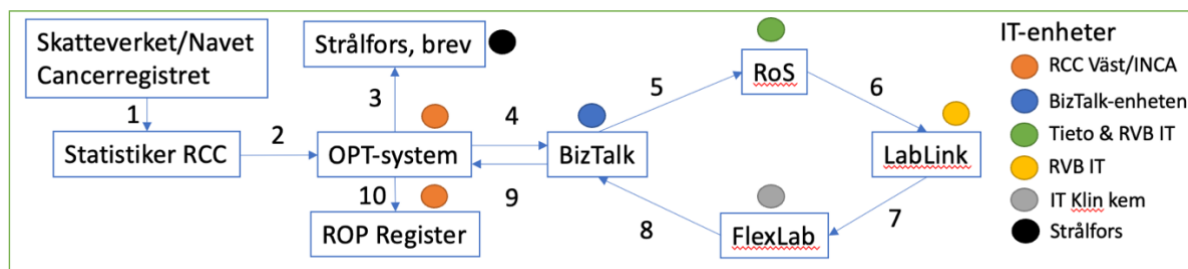 Skatteverket/Navet
Cancerregistret
1
Statistiker RCC
2
Strålfors, brev
3
OPT-system
4
9
10
ROP Register
BizTalk
5
RoS
6
LabLink
7
FlexLab
8
IT-enheter
RCC Väst/INCA
BizTalk-enheten
Tieto & RVB IT
RVB IT
IT Klin kem
Strålfors